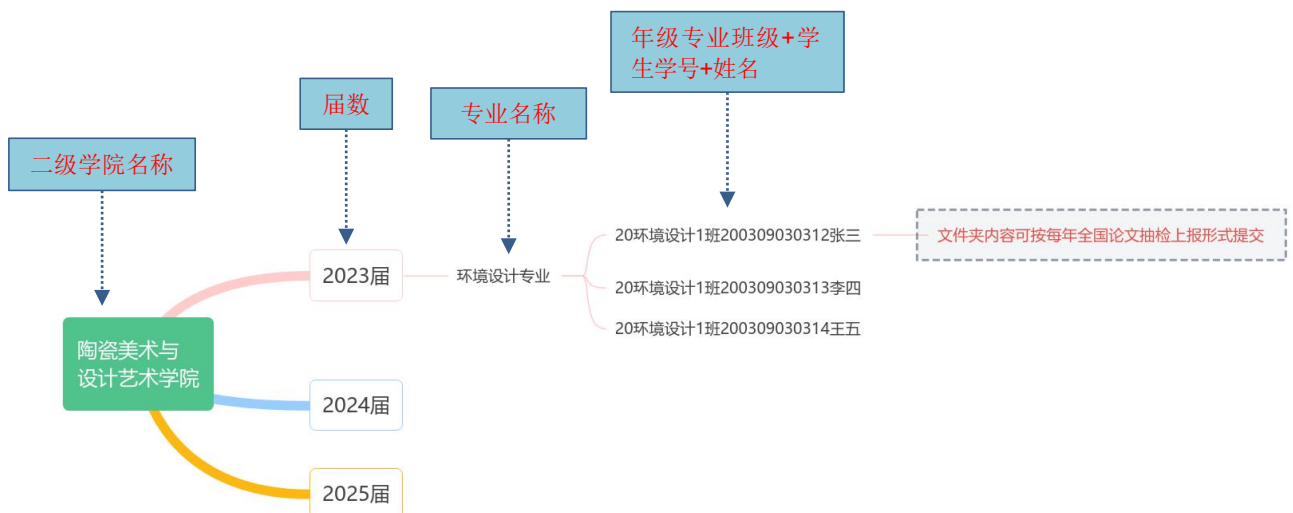 年级专业班级+学
生学号+姓名
届数
专业名称
二级学院名称
20环境设计1班200309030312张三
文件夹内容可按每年全国论文抽检上报形式提交
2023届
环境设计专业
20环境设计1班200309030313李四
20环境设计1班200309030314王五
陶瓷美术与
设计艺术学院
2024届
2025届